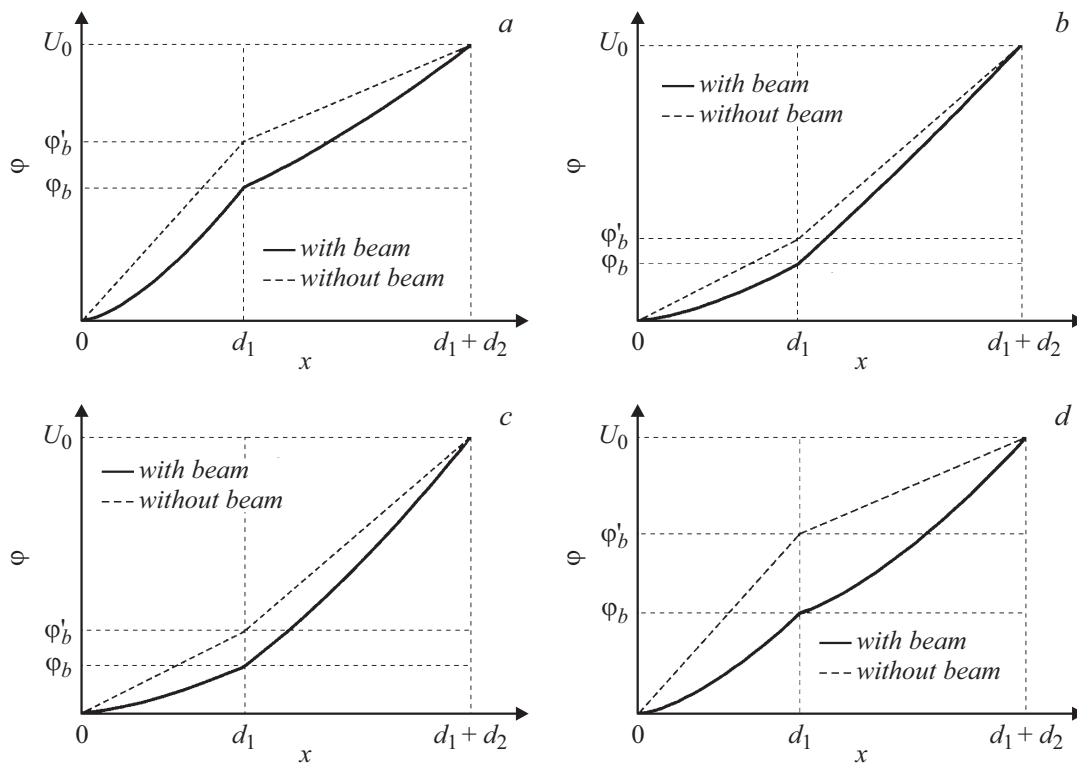 a
U₀
φ'b
φb
φ
with beam
without beam
0
d₁
d₁ + d₂
x
b
U₀
with beam
without beam
φ
φ'b
φb
0
d₁
d₁ + d₂
x
c
U₀
with beam
without beam
φ
φ'b
φb
0
d₁
d₁ + d₂
x
d
U₀
φ'b
φ
φb
with beam
without beam
0
d₁
d₁ + d₂
x